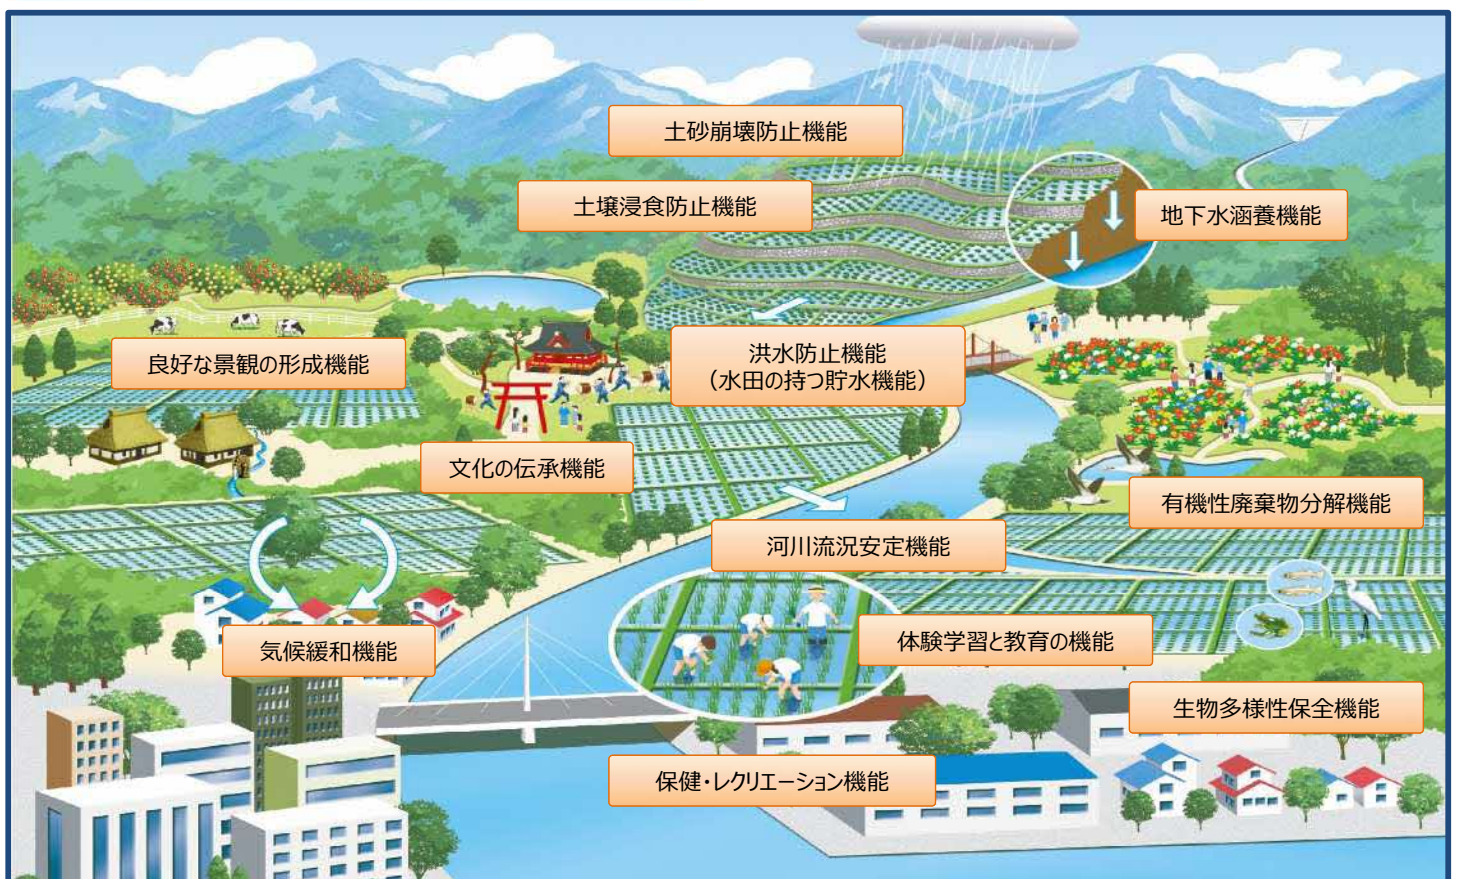 土砂崩壊防止機能
土壌浸食防止機能
地下水涵養機能
洪水防止機能
（水田の持つ貯水機能）
良好な景観の形成機能
文化の伝承機能
有機性廃棄物分解機能
河川流況安定機能
体験学習と教育の機能
気候緩和機能
生物多様性保全機能
保健・レクリエーション機能